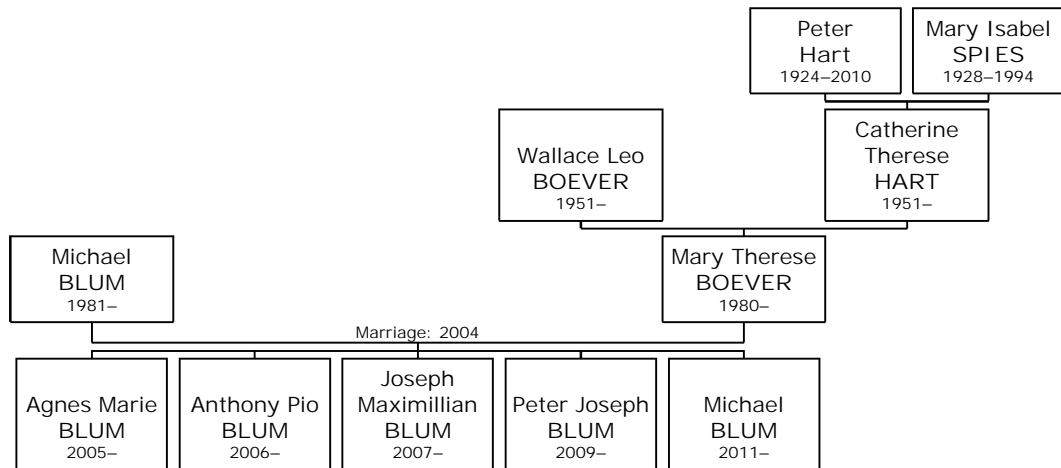 Peter
Hart
1924–2010
Mary Isabel
SPIES
1928–1994
Wallace Leo
BOEVER
1951–
Catherine
Therese
HART
1951–
Michael
BLUM
1981–
Mary Therese
BOEVER
1980–
Marriage: 2004
Agnes Marie
BLUM
2005–
Anthony Pio
BLUM
2006–
Joseph
Maximillian
BLUM
2007–
Peter Joseph
BLUM
2009–
Michael
BLUM
2011–